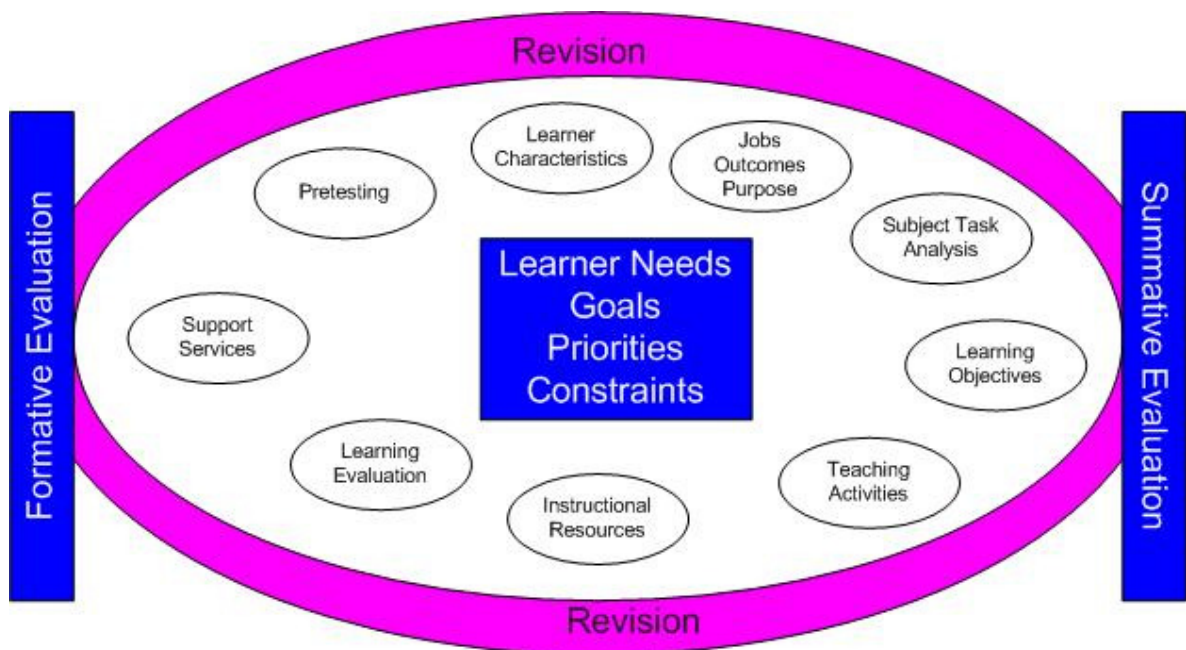 Revision
Learner
Characteristics
Jobs
Outcomes
Purpose
Pretesting
Subject Task
Analysis
Formative Evaluation
Learner Needs
Goals
Priorities
Constraints
Summative Evaluation
Support
Services
Learning
Objectives
Learning
Evaluation
Teaching
Activities
Instructional
Resources
Revision